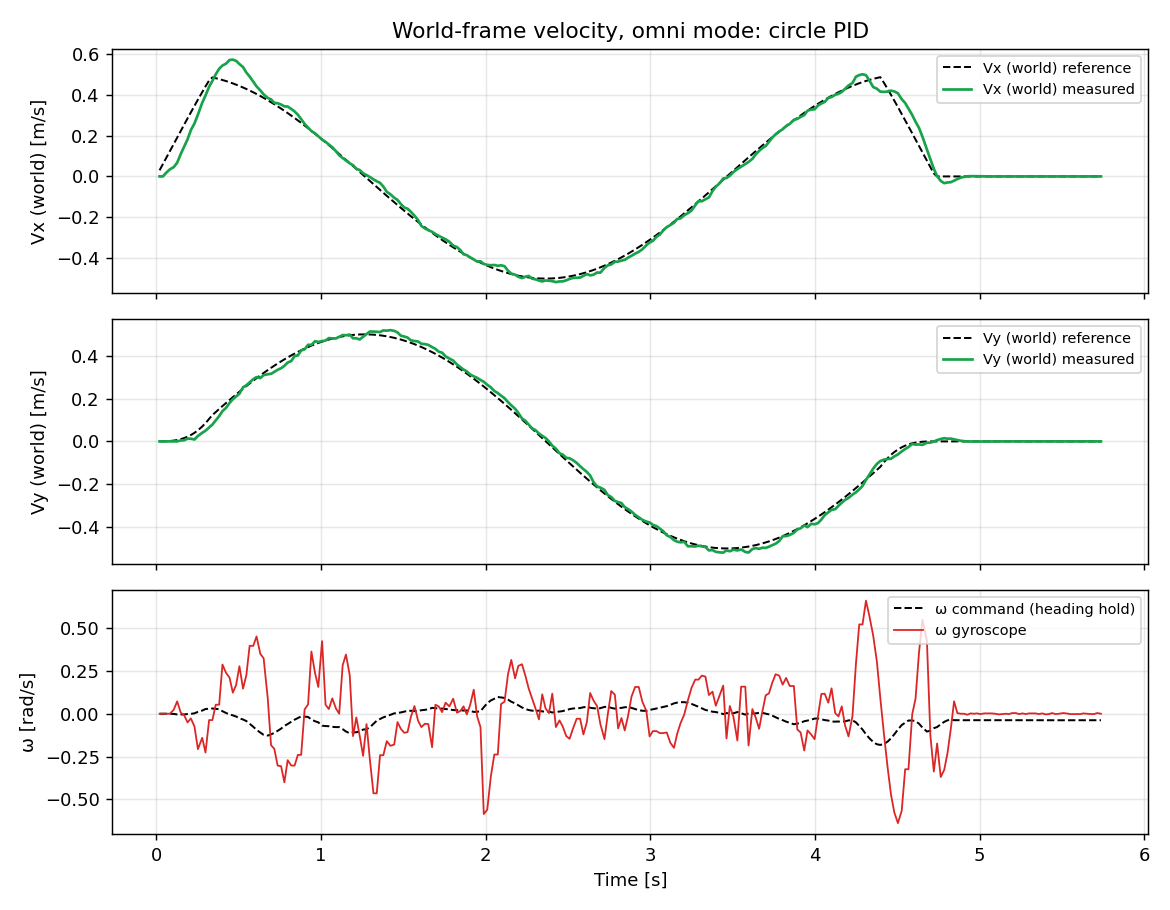 World-frame velocity, omni mode: circle PID
0.6
0.4
0.2
0.0
−0.2
−0.4
Vx (world) [m/s]
Vx (world) reference
Vx (world) measured
0.4
0.2
0.0
−0.2
−0.4
Vy (world) [m/s]
Vy (world) reference
Vy (world) measured
0.50
0.25
0.00
−0.25
−0.50
ω [rad/s]
ω command (heading hold)
ω gyroscope
0 1 2 3 4 5 6
Time [s]